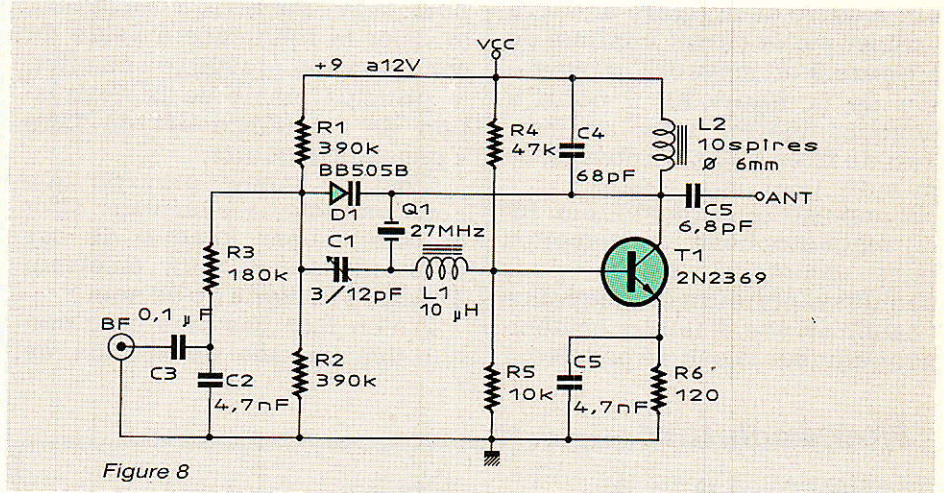 VCC
+9 a12V
R1
390k
R4
47k
C4
68pF
L2
10spires
Ø 6mm
BB505B
D1
Q1
27MHz
C5
6,8pF
ANT
R3
180k
C1
3/12pF
L1
10 µH
T1
2N2369
BF
0,1 µF
C3
C2
4,7nF
R2
390k
R5
10k
C5
4,7nF
R6
120
Figure 8